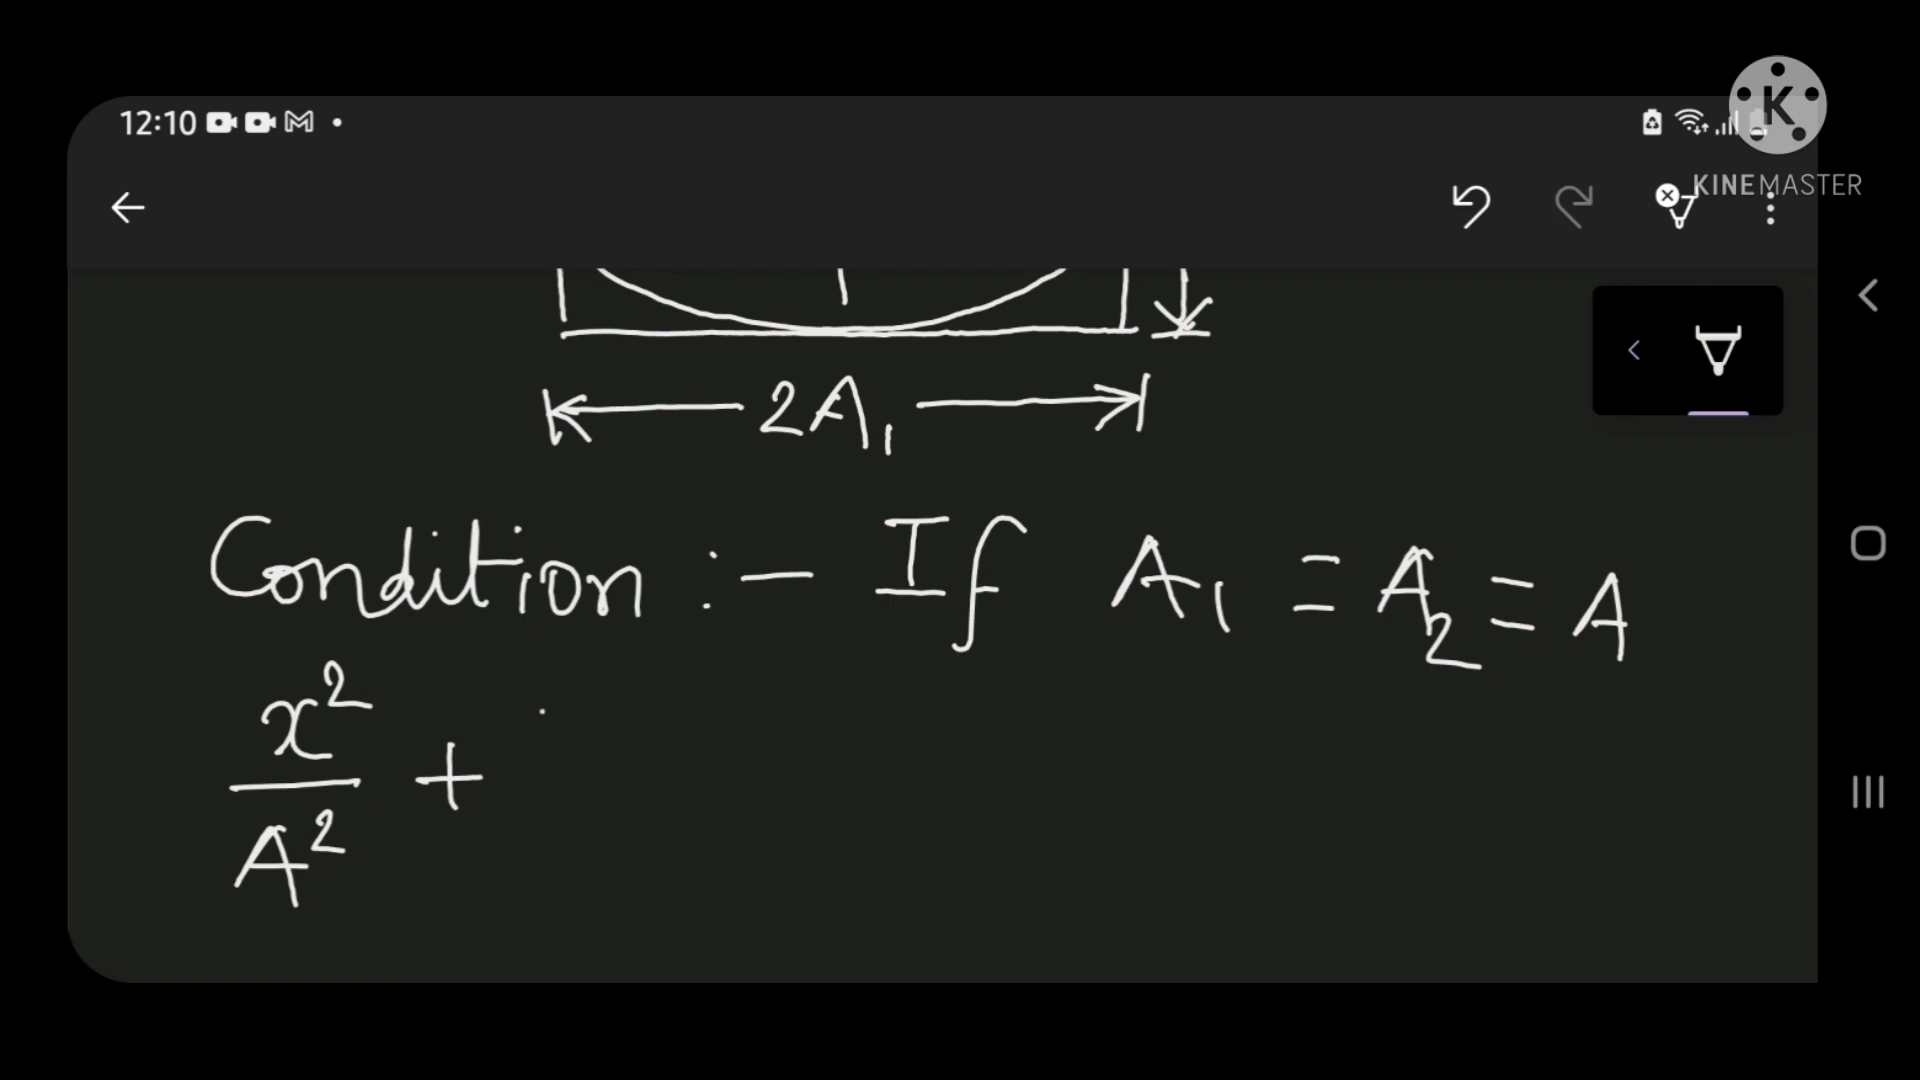 12:10
KINEMASTER
2A₁
Condition :- If A₁ = A₂ = A
x²
+
A²